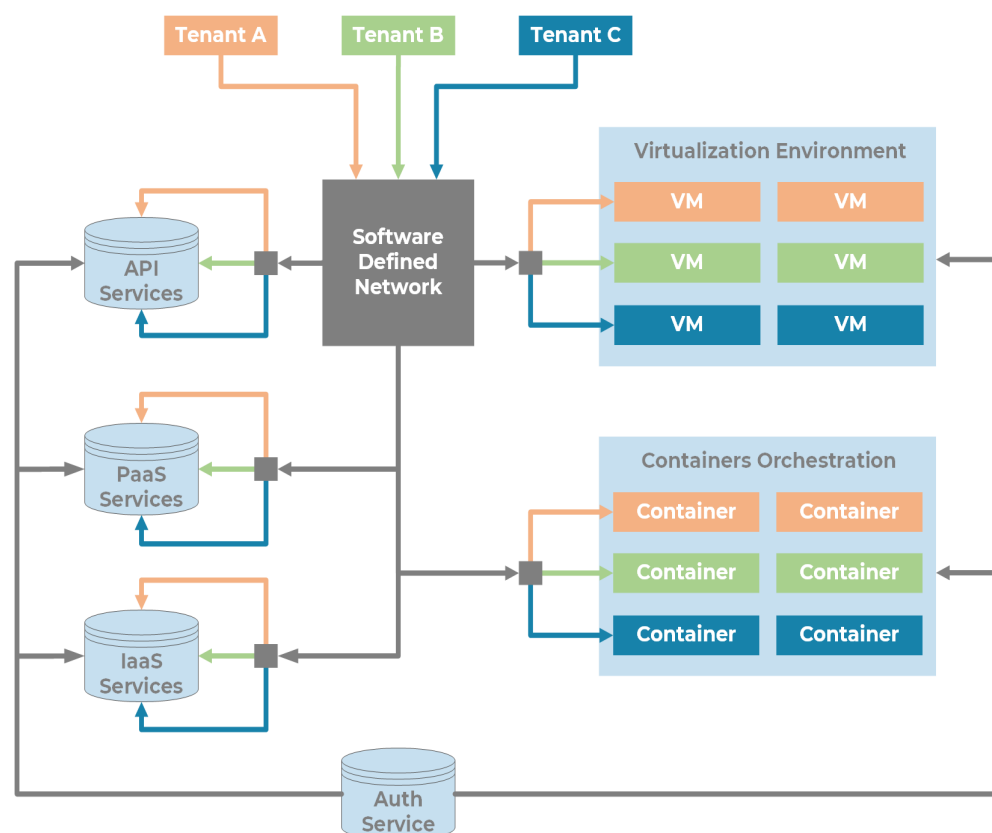 Tenant A
Tenant B
Tenant C
Software
Defined
Network
API
Services
PaaS
Services
IaaS
Services
Virtualization Environment
VM VM
VM VM
VM VM
Containers Orchestration
Container Container
Container Container
Container Container
Auth
Service